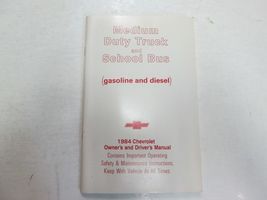 Medium
Duty Truck
and
School Bus
(gasoline and diesel)
1984 Chevrolet
Owner's and Driver's Manual
Contains Important Operating
Safety & Maintenance Instructions.
Keep With Vehicle At All Times.